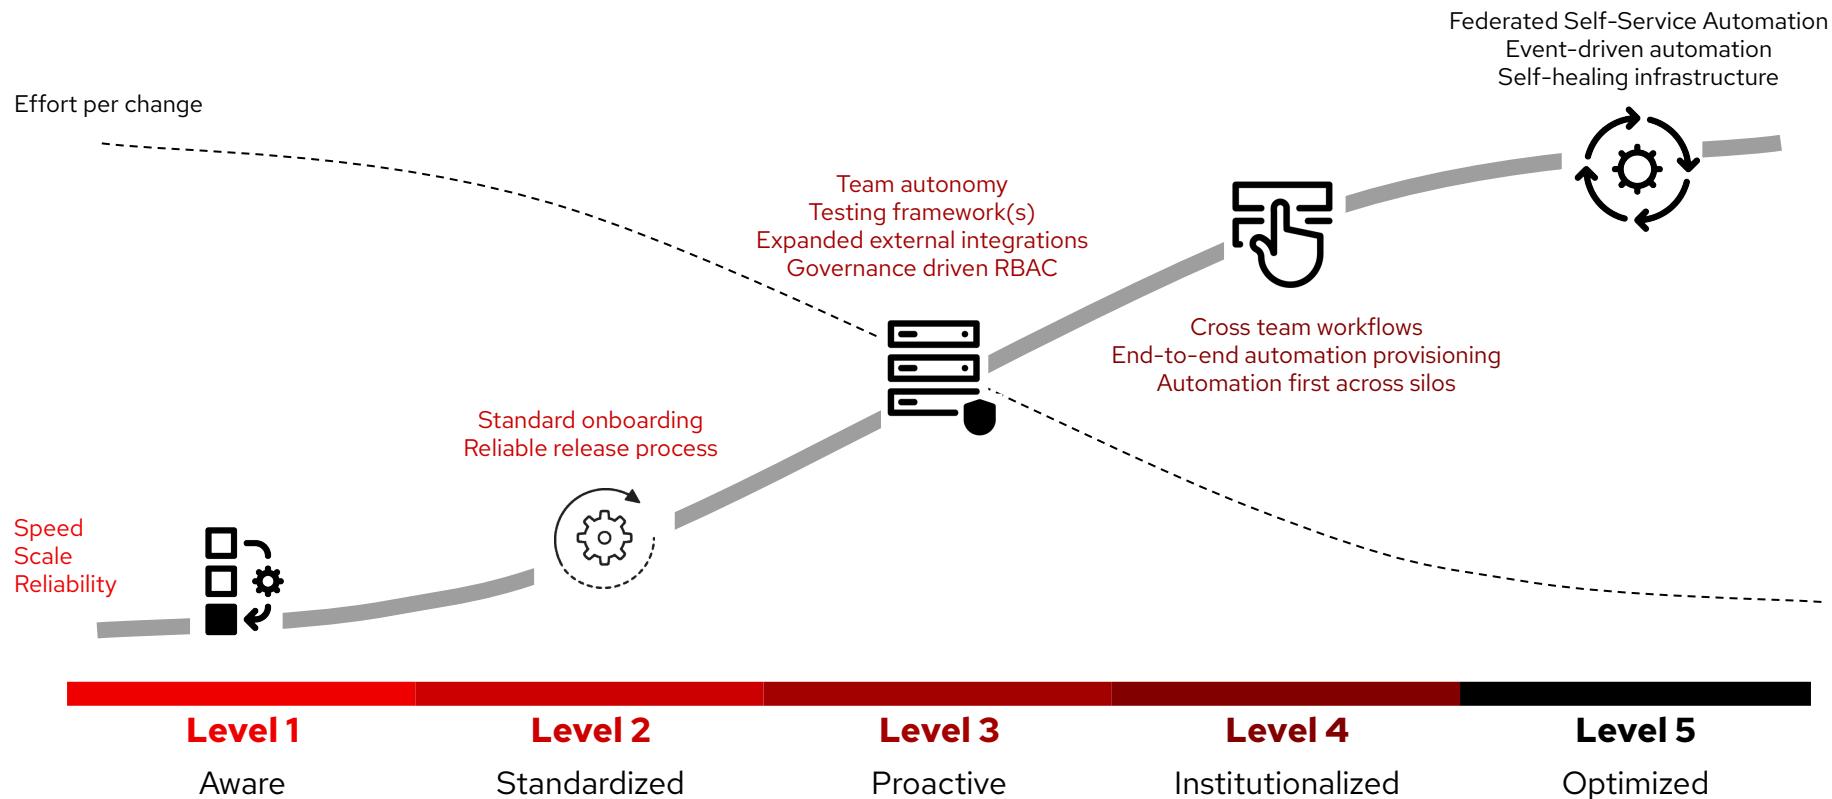 Federated Self-Service Automation
Event-driven automation
Self-healing infrastructure
Effort per change
Team autonomy
Testing framework(s)
Expanded external integrations
Governance driven RBAC
Cross team workflows
End-to-end automation provisioning
Automation first across silos
Standard onboarding
Reliable release process
Speed
Scale
Reliability
Level 1
Level 2
Level 3
Level 4
Level 5
Aware
Standardized
Proactive
Institutionalized
Optimized